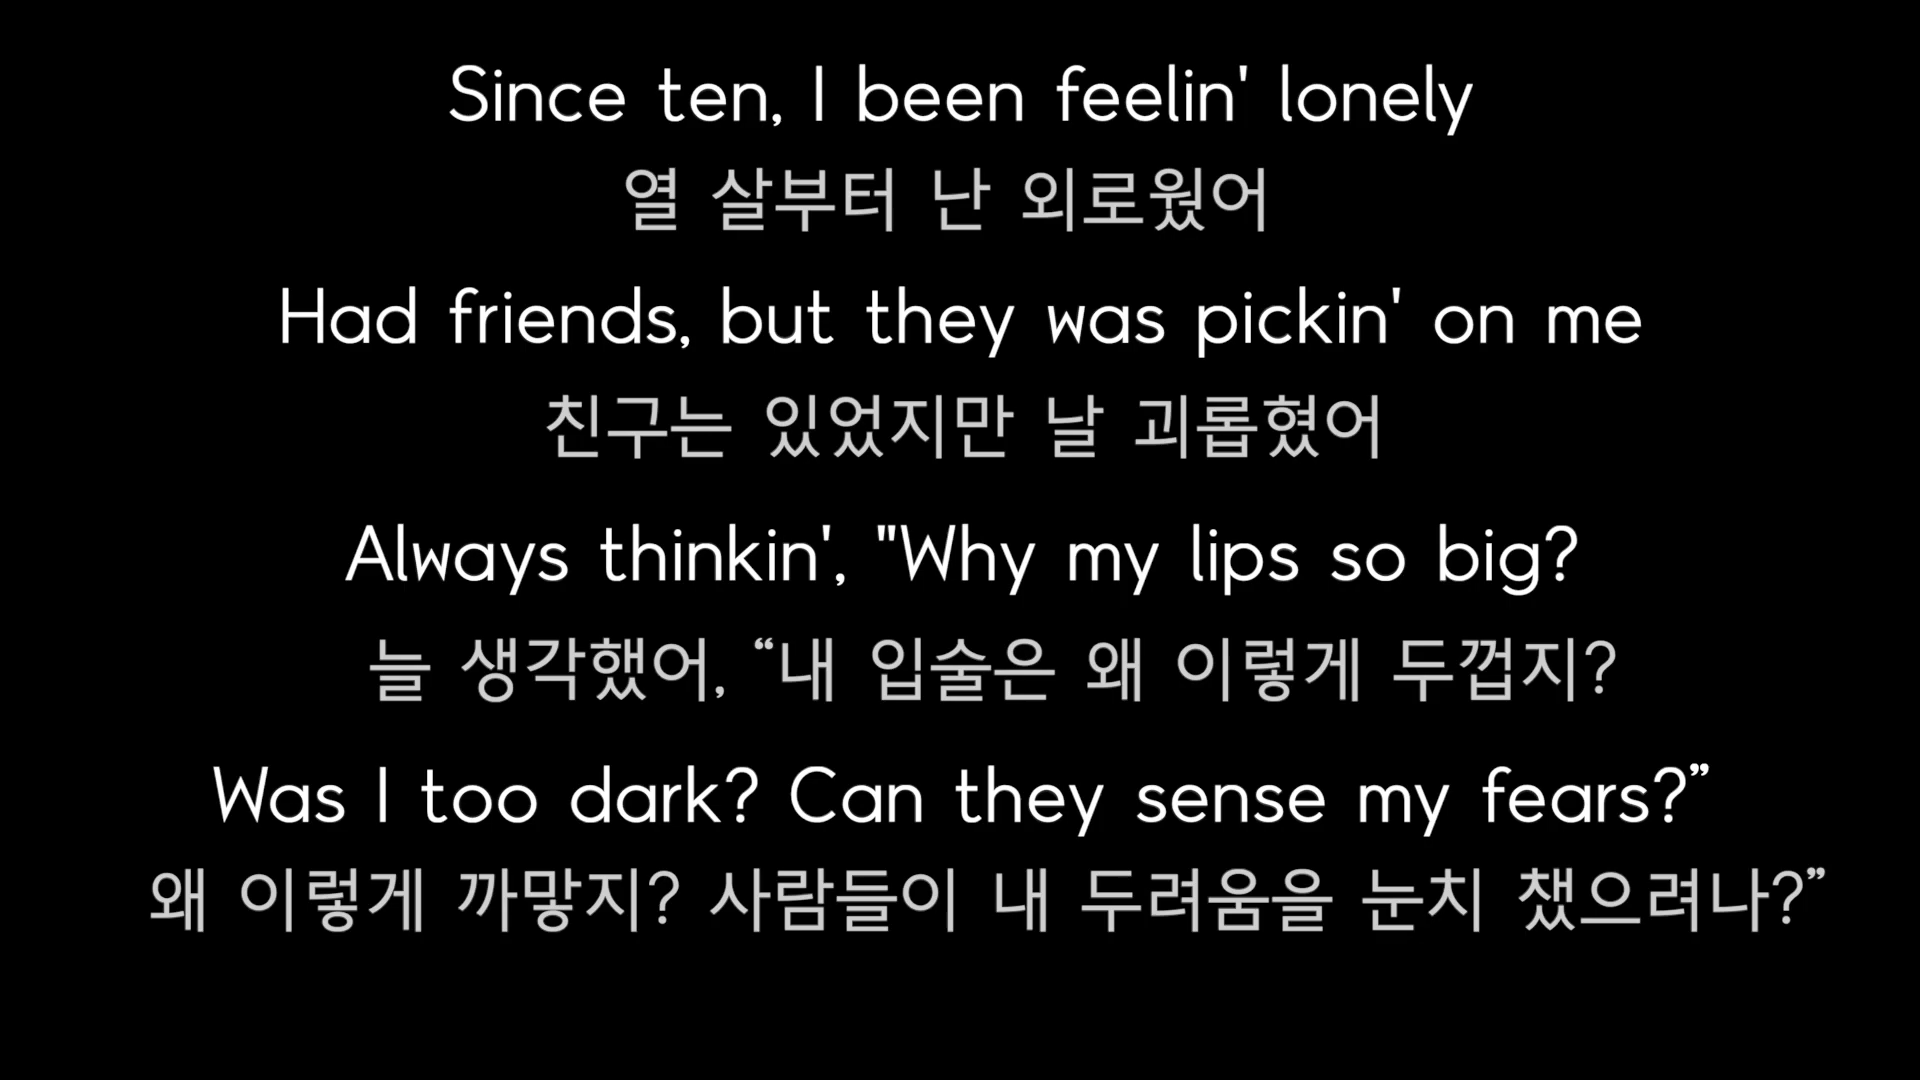 Since ten, I been feelin' lonely
열 살부터 난 외로웠어
Had friends, but they was pickin' on me
친구는 있었지만 날 괴롭혔어
Always thinkin', "Why my lips so big?
늘 생각했어, “내 입술은 왜 이렇게 두껍지?
Was I too dark? Can they sense my fears?”
왜 이렇게 까맣지? 사람들이 내 두려움을 눈치 챘으려나?”